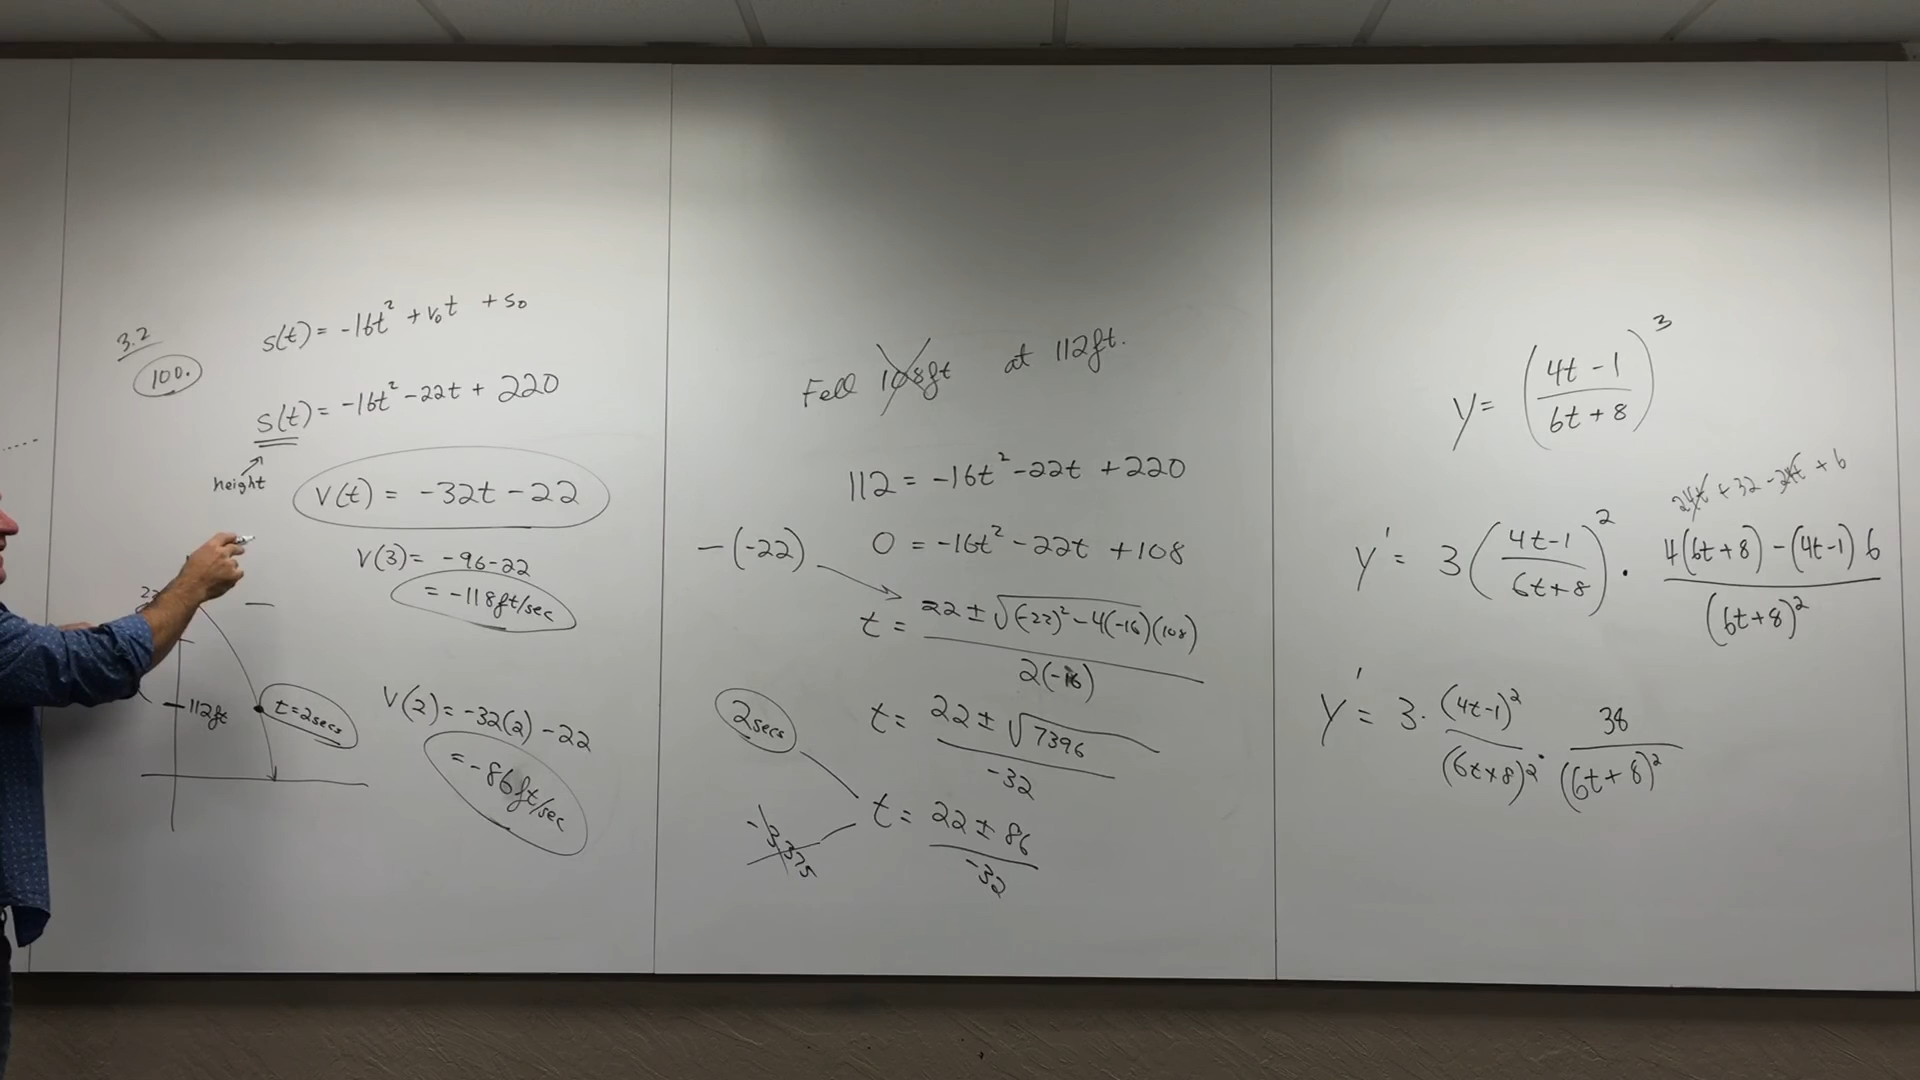 3.2
100.
s(t) = -16t² + v₀t + s₀
s(t) = -16t² - 22t + 220
height
v(t) = -32t - 22
v(3) = -96 - 22
= -118 ft/sec
112ft
t = 2secs
v(2) = -32(2) - 22
= -86 ft/sec
Fell 108ft at 112ft.
112 = -16t² - 22t + 220
-(-22)
0 = -16t² - 22t + 108
t = 22 ± √(-22)² - 4(-16)(108) / 2(-16)
t = 22 ± √7396 / -32
2secs
t = 22 ± 86 / -32
-3.375
y = (4t - 1 / 6t + 8)³
24t + 32 - 24t + 6
y' = 3(4t-1 / 6t+8)² · 4(6t+8) - (4t-1)6 / (6t+8)²
y' = 3 · (4t-1)² / (6t+8)² · 38 / (6t+8)²